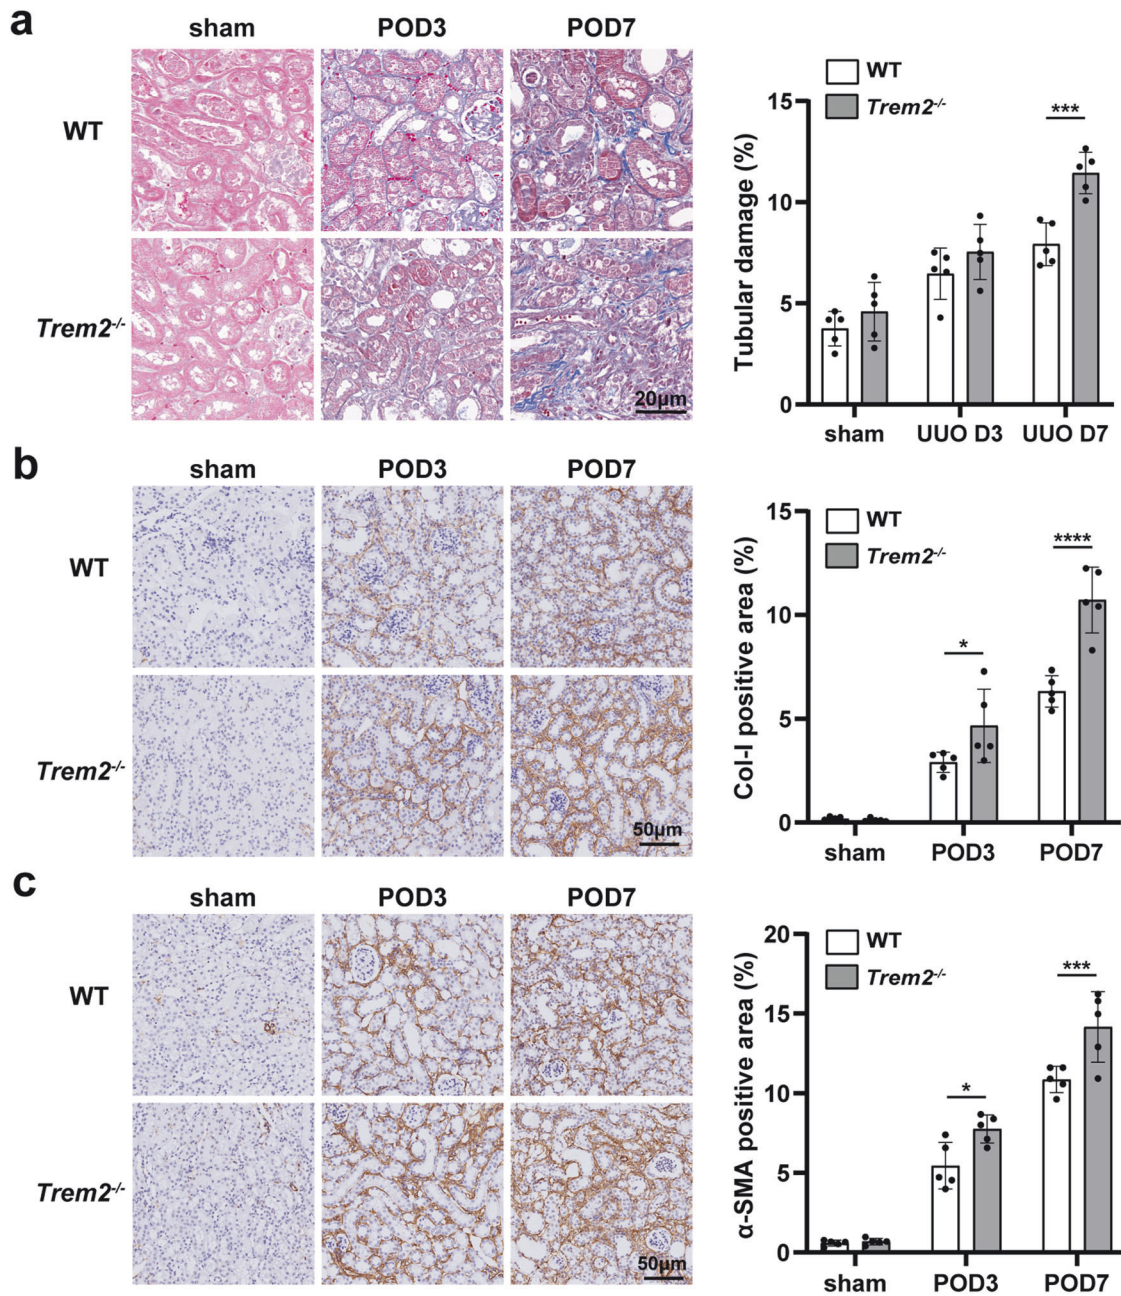 a
sham POD3 POD7
WT
Trem2-/-
20μm
WT
Trem2-/-
***
15
10
5
0
Tubular damage (%)
sham UUO D3 UUO D7
b
sham POD3 POD7
WT
Trem2-/-
50μm
WT
Trem2-/-
* ****
15
10
5
0
Col-I positive area (%)
sham POD3 POD7
c
sham POD3 POD7
WT
Trem2-/-
50μm
WT
Trem2-/-
* ***
20
15
10
5
0
α-SMA positive area (%)
sham POD3 POD7